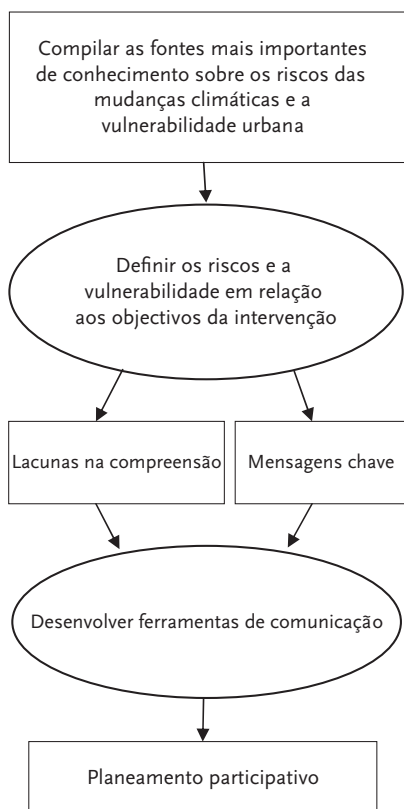 Compilar as fontes mais importantes
de conhecimento sobre os riscos das
mudanças climáticas e a
vulnerabilidade urbana
Definir os riscos e a
vulnerabilidade em relação
aos objectivos da intervenção
Lacunas na compreensão
Mensagens chave
Desenvolver ferramentas de comunicação
Planeamento participativo